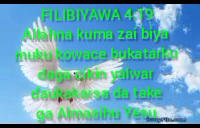 FILIBIYAWA 4:19
Allahna kuma zai biya
muku kowace bukatarku
daga cikin yalwar
daukakarsa da take
ga Almasihu Yesu.